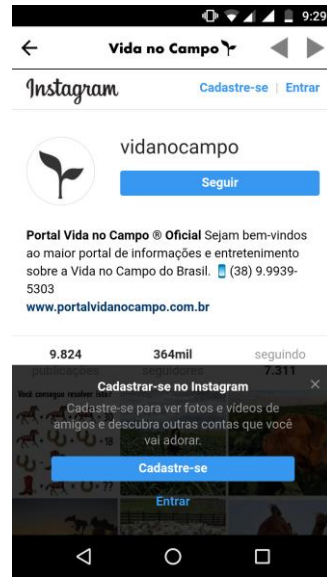 9:29
Vida no Campo
Instagram
Cadastre-se | Entrar
vidanocampo
Seguir
Portal Vida no Campo ® Oficial Sejam bem-vindos
ao maior portal de informações e entretenimento
sobre a Vida no Campo do Brasil. (38) 9.9939-
5303
www.portalvidanocampo.com.br
9.824 364mil seguindo
publicações seguidores 7.311
Você consegue resolver isto?
Cadastrar-se no Instagram
Cadastre-se para ver fotos e vídeos de
amigos e descubra outras contas que você
vai adorar.
Cadastre-se
Entrar